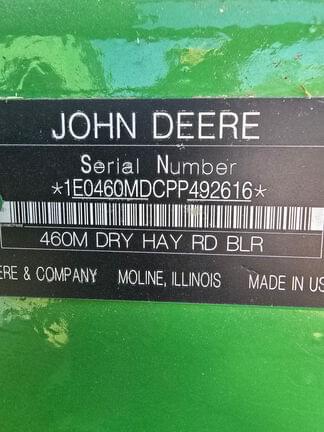 JOHN DEERE
Serial Number
*1E0460MDCPP492616*
460M DRY HAY RD BLR
ERE & COMPANY MOLINE, ILLINOIS MADE IN US